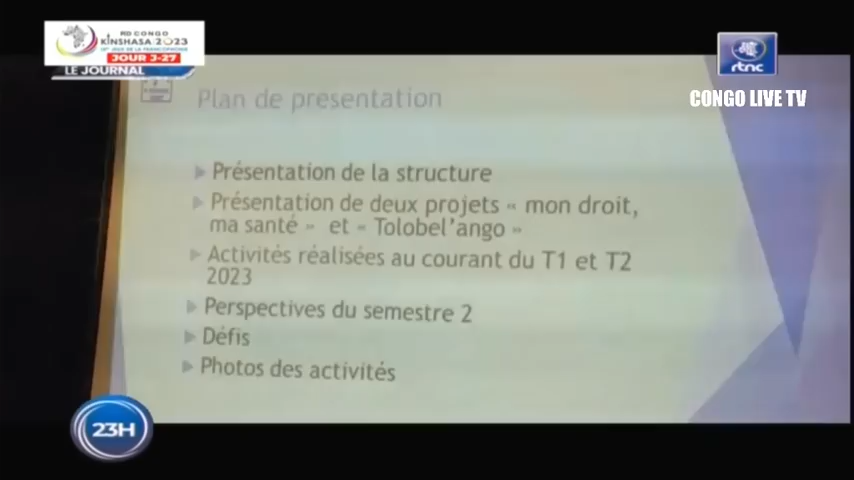 RD CONGO
KINSHASA 2023
JOUR J-27
LE JOURNAL
rtnc
CONGO LIVE TV
Plan de presentation
Présentation de la structure
Présentation de deux projets « mon droit,
ma santé » et « Tolobel'ango »
Activités réalisées au courant du T1 et T2
2023
Perspectives du semestre 2
Défis
Photos des activités
23H